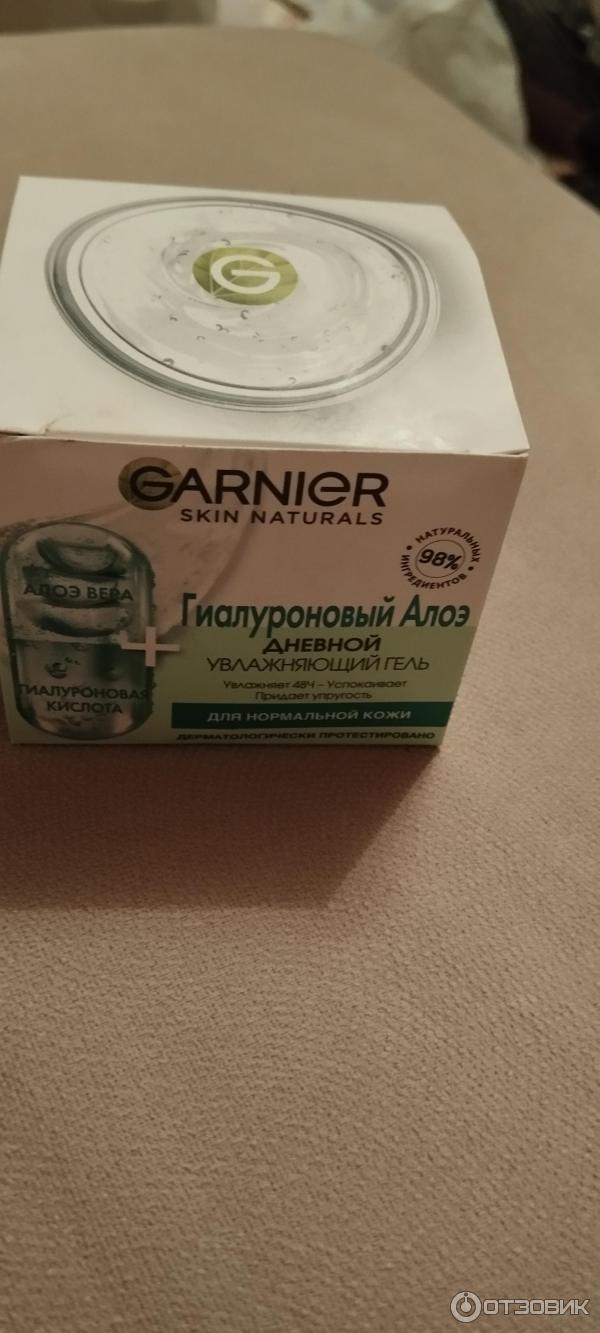 G
GARNIER
SKIN NATURALS
НАТУРАЛЬНЫХ
98%
ИНГРЕДИЕНТОВ
АЛОЭ ВЕРА
+
ГИАЛУРОНОВАЯ
КИСЛОТА
Гиалуроновый Алоэ
ДНЕВНОЙ
УВЛАЖНЯЮЩИЙ ГЕЛЬ
Увлажняет 48Ч – Успокаивает
Придает упругость
ДЛЯ НОРМАЛЬНОЙ КОЖИ
ДЕРМАТОЛОГИЧЕСКИ ПРОТЕСТИРОВАНО
ОТЗОВИК